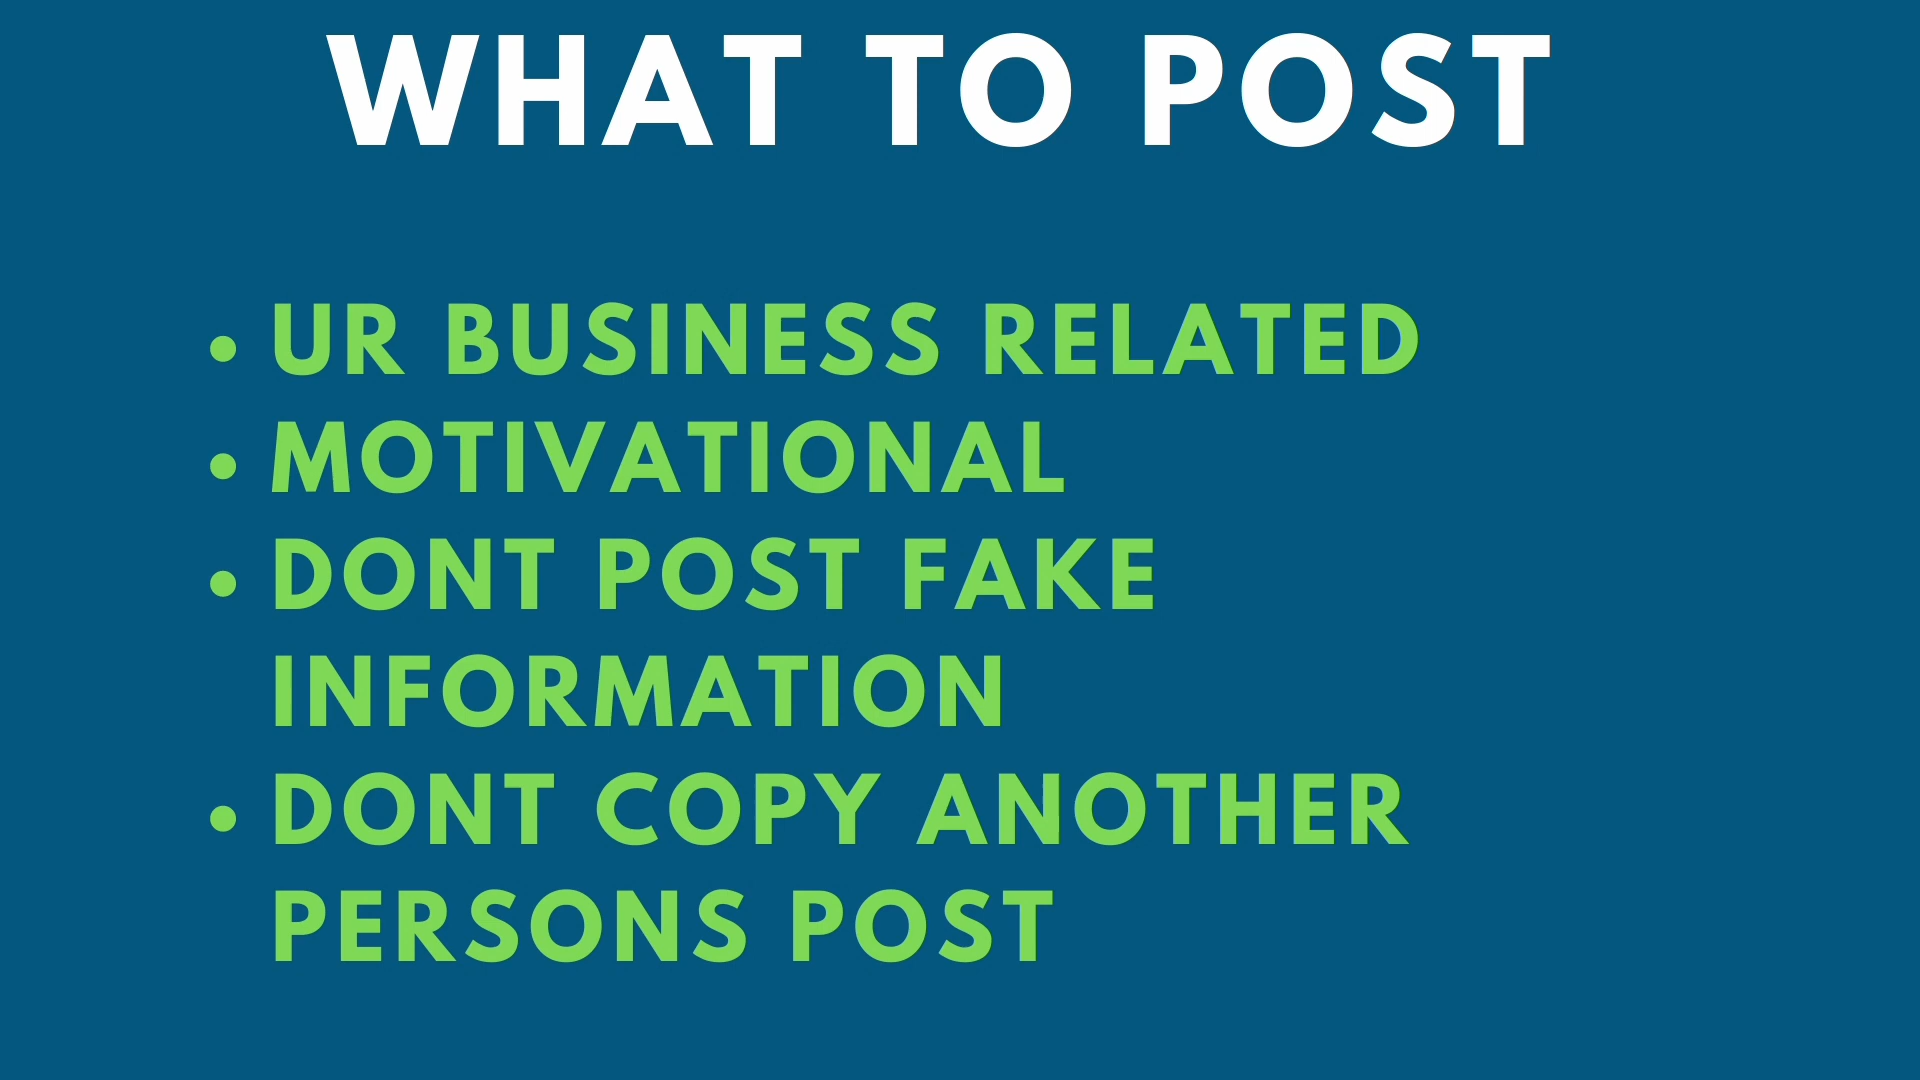 WHAT TO POST
• UR BUSINESS RELATED
• MOTIVATIONAL
• DONT POST FAKE
INFORMATION
• DONT COPY ANOTHER
PERSONS POST